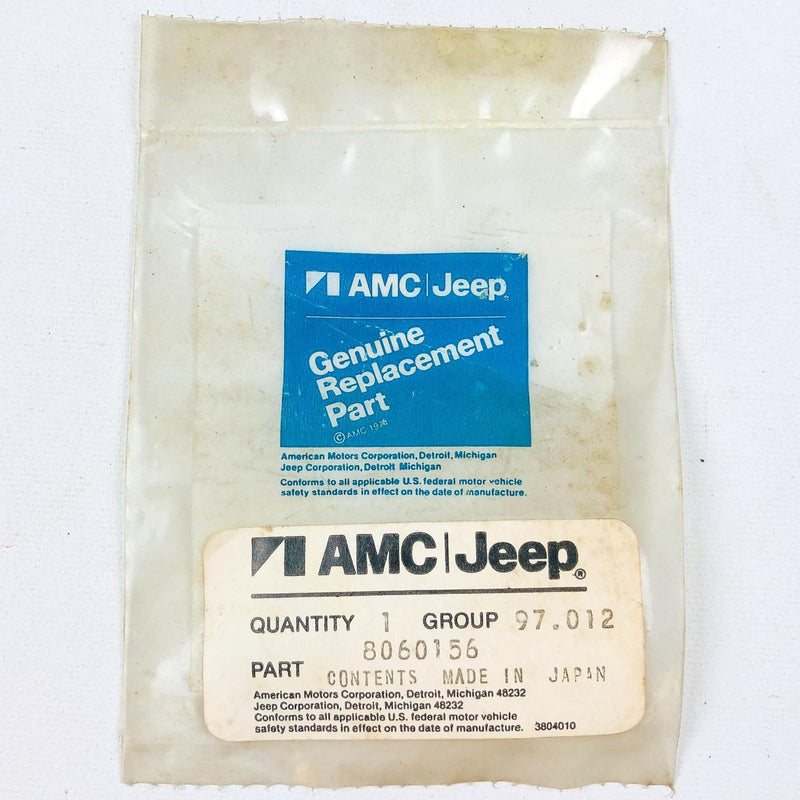 AMC|Jeep
Genuine
Replacement
Part
© AMC
American Motors Corporation, Detroit, Michigan
Jeep Corporation, Detroit Michigan
Conforms to all applicable U.S. federal motor vehicle
safety standards in effect on the date of manufacture.
AMC|Jeep®
QUANTITY 1 GROUP 97.012
8060156
PART CONTENTS MADE IN JAPAN
American Motors Corporation, Detroit, Michigan 48232
Jeep Corporation, Detroit, Michigan 48232
Conforms to all applicable U.S. federal motor vehicle
safety standards in effect on the date of manufacture. 3804010